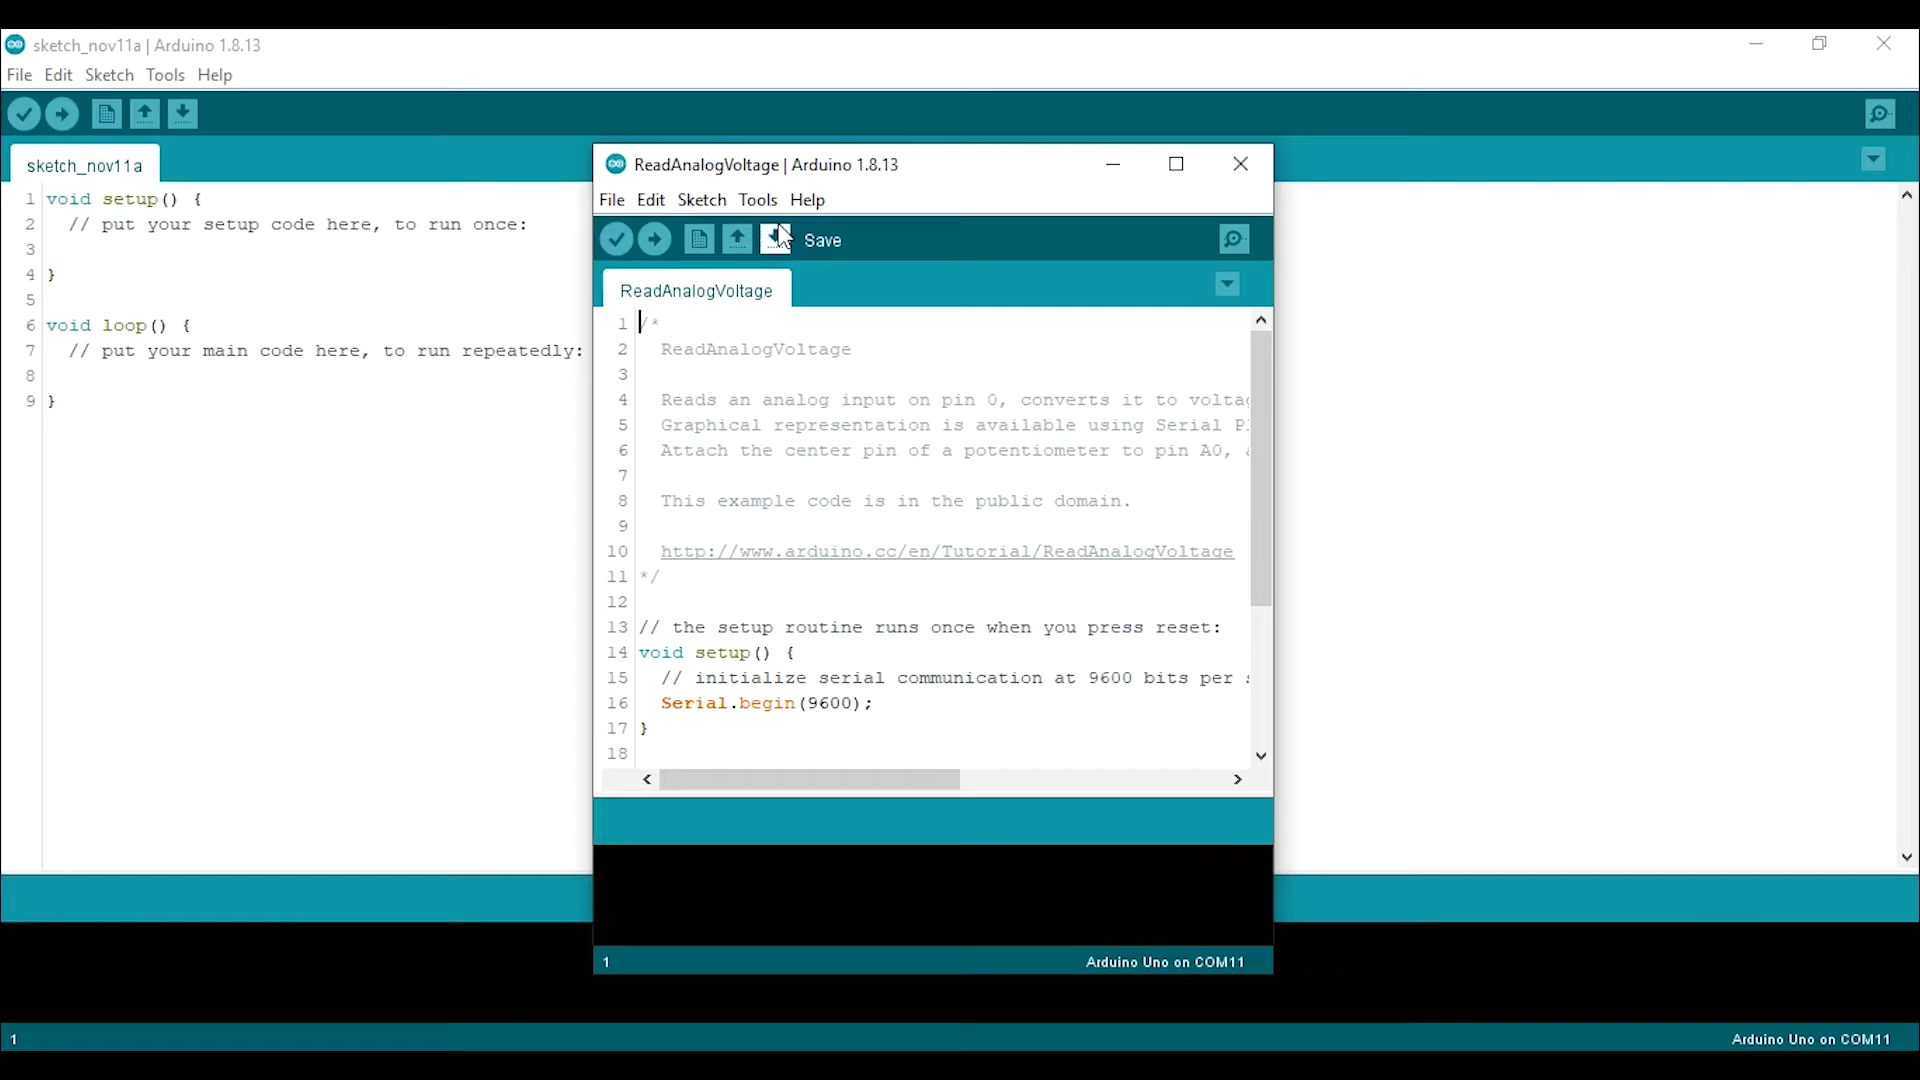 sketch_nov11a | Arduino 1.8.13
File Edit Sketch Tools Help
sketch_nov11a
1 void setup() {
2 // put your setup code here, to run once:
3
4 }
5
6 void loop() {
7 // put your main code here, to run repeatedly:
8
9 }
ReadAnalogVoltage | Arduino 1.8.13
File Edit Sketch Tools Help
Save
ReadAnalogVoltage
1 /*
2 ReadAnalogVoltage
3
4 Reads an analog input on pin 0, converts it to
5 Graphical representation is available using Serial
6 Attach the center pin of a potentiometer to pin A0,
7
8 This example code is in the public domain.
9
10 http://www.arduino.cc/en/Tutorial/ReadAnalogVoltage
11 */
12
13 // the setup routine runs once when you press reset:
14 void setup() {
15 // initialize serial communication at 9600 bits per
16 Serial.begin(9600);
17 }
18
1 Arduino Uno on COM11
1 Arduino Uno on COM11